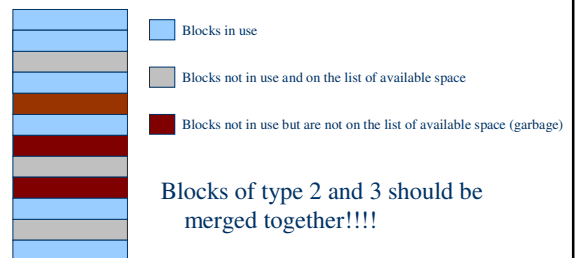 Blocks in use
Blocks not in use and on the list of available space
Blocks not in use but are not on the list of available space (garbage)
Blocks of type 2 and 3 should be
merged together!!!!